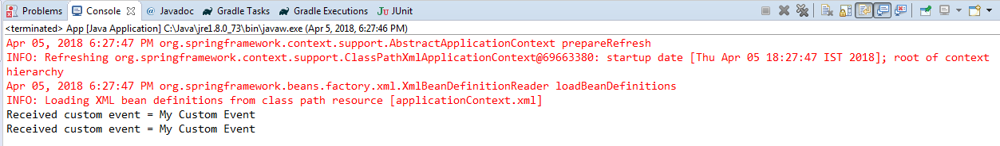 Problems Console @ Javadoc Gradle Tasks Gradle Executions Ju JUnit
<terminated> App [Java Application] C:\Java\jre1.8.0_73\bin\javaw.exe (Apr 5, 2018, 6:27:46 PM)
Apr 05, 2018 6:27:47 PM org.springframework.context.support.AbstractApplicationContext prepareRefresh
INFO: Refreshing org.springframework.context.support.ClassPathXmlApplicationContext@69663380: startup date [Thu Apr 05 18:27:47 IST 2018]; root of context
hierarchy
Apr 05, 2018 6:27:47 PM org.springframework.beans.factory.xml.XmlBeanDefinitionReader loadBeanDefinitions
INFO: Loading XML bean definitions from class path resource [applicationContext.xml]
Received custom event = My Custom Event
Received custom event = My Custom Event